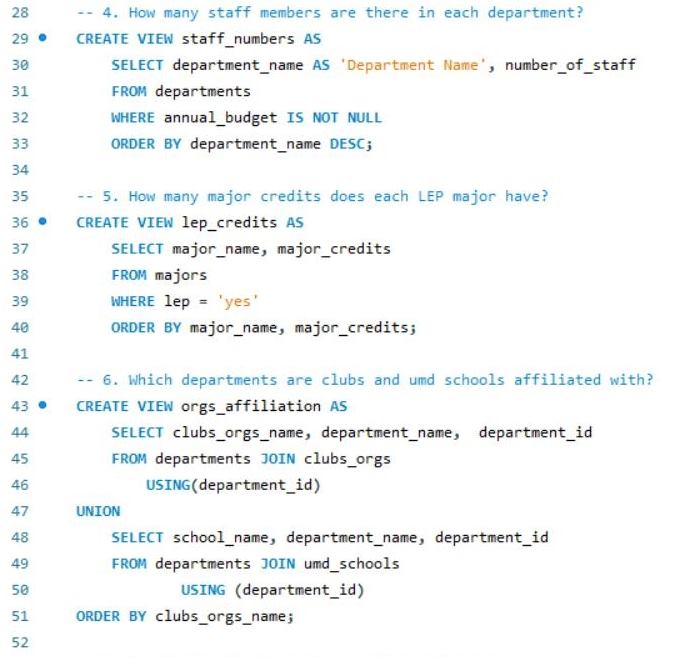 28 -- 4. How many staff members are there in each department?
29 CREATE VIEW staff_numbers AS
30 SELECT department_name AS 'Department Name', number_of_staff
31 FROM departments
32 WHERE annual_budget IS NOT NULL
33 ORDER BY department_name DESC;
34
35 -- 5. How many major credits does each LEP major have?
36 CREATE VIEW lep_credits AS
37 SELECT major_name, major_credits
38 FROM majors
39 WHERE lep = 'yes'
40 ORDER BY major_name, major_credits;
41
42 -- 6. Which departments are clubs and umd schools affiliated with?
43 CREATE VIEW orgs_affiliation AS
44 SELECT clubs_orgs_name, department_name, department_id
45 FROM departments JOIN clubs_orgs
46 USING(department_id)
47 UNION
48 SELECT school_name, department_name, department_id
49 FROM departments JOIN umd_schools
50 USING (department_id)
51 ORDER BY clubs_orgs_name;
52